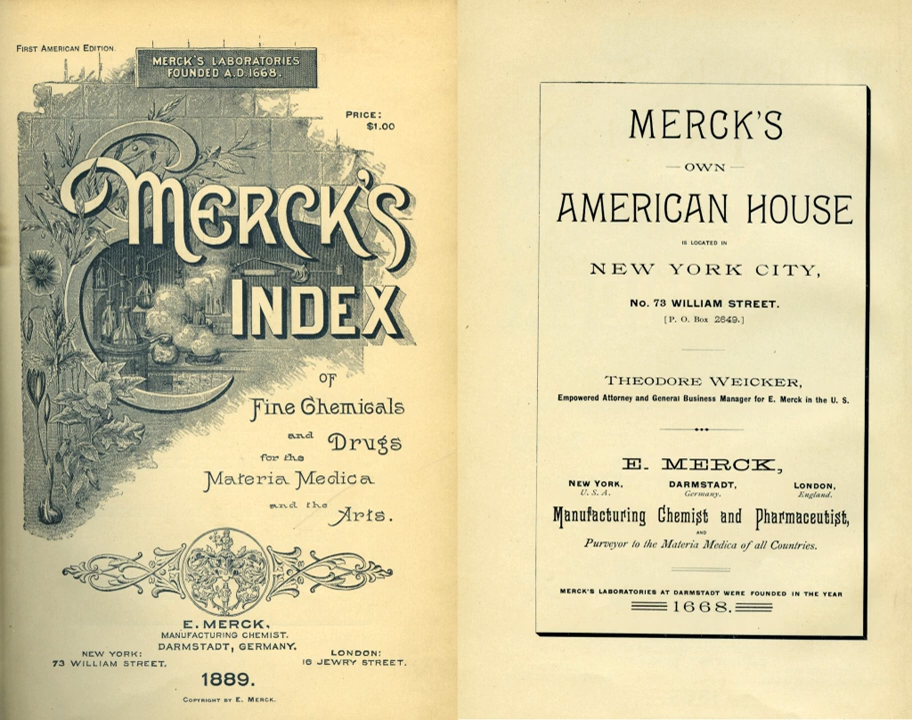 FIRST AMERICAN EDITION.
MERCK'S LABORATORIES
FOUNDED A.D. 1668.
PRICE:
$1.00
MERCK'S
INDEX
OF
Fine Chemicals
and Drugs
for the
Materia Medica
and the Arts.
E. MERCK,
MANUFACTURING CHEMIST.
DARMSTADT, GERMANY.
NEW YORK:
73 WILLIAM STREET.
LONDON:
16 JEWRY STREET.
1889.
COPYRIGHT BY E. MERCK.
MERCK'S
OWN
AMERICAN HOUSE
IS LOCATED IN
NEW YORK CITY,
No. 73 WILLIAM STREET.
[P. O. Box 2649.]
THEODORE WEICKER,
Empowered Attorney and General Business Manager for E. Merck in the U. S.
E. MERCK,
NEW YORK, DARMSTADT, LONDON,
U. S. A. Germany. England.
Manufacturing Chemist and Pharmaceutist,
AND
Purveyor to the Materia Medica of all Countries.
MERCK'S LABORATORIES AT DARMSTADT WERE FOUNDED IN THE YEAR
1668.